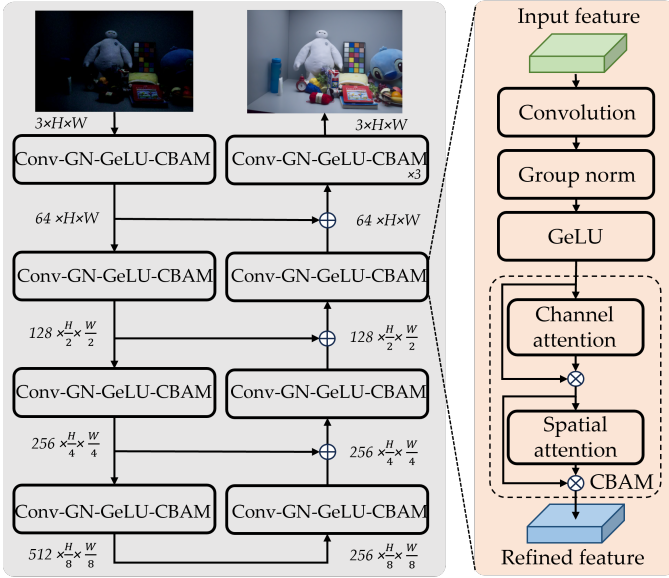 3×H×W
3×H×W
Conv-GN-GeLU-CBAM
Conv-GN-GeLU-CBAM
×3
64 ×H×W
64 ×H×W
Conv-GN-GeLU-CBAM
Conv-GN-GeLU-CBAM
128 ×H/2× W/2
128 ×H/2× W/2
Conv-GN-GeLU-CBAM
Conv-GN-GeLU-CBAM
256 ×H/4× W/4
256 ×H/4× W/4
Conv-GN-GeLU-CBAM
Conv-GN-GeLU-CBAM
512 ×H/8× W/8
256 ×H/8× W/8
Input feature
Convolution
Group norm
GeLU
Channel
attention
Spatial
attention
CBAM
Refined feature